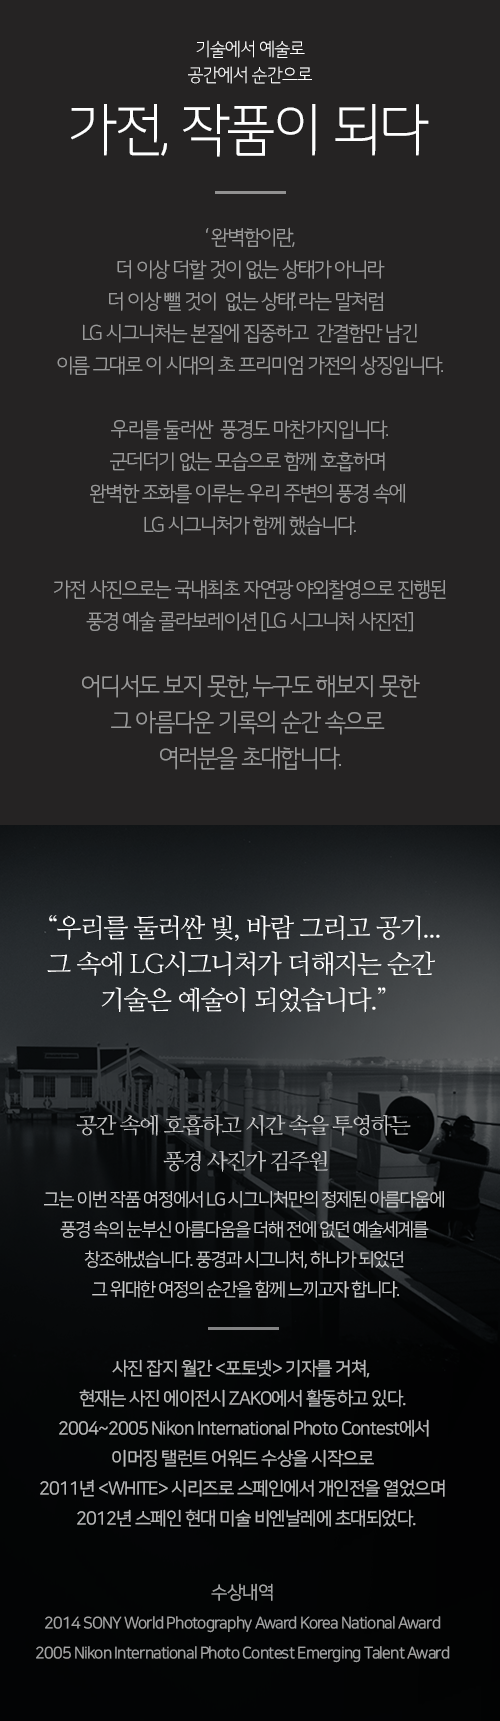 기술에서 예술로
공간에서 순간으로
가전, 작품이 되다
‘완벽함이란,
더 이상 더할 것이 없는 상태가 아니라
더 이상 뺄 것이 없는 상태’라는 말처럼
LG 시그니처는 본질에 집중하고 간결함만 남긴
이름 그대로 이 시대의 초 프리미엄 가전의 상징입니다.
우리를 둘러싼 풍경도 마찬가지입니다.
군더더기 없는 모습으로 함께 호흡하며
완벽한 조화를 이루는 우리 주변의 풍경 속에
LG 시그니처가 함께 했습니다.
가전 사진으로는 국내최초 자연광 야외촬영으로 진행된
풍경 예술 콜라보레이션 [LG 시그니처 사진전]
어디서도 보지 못한, 누구도 해보지 못한
그 아름다운 기록의 순간 속으로
여러분을 초대합니다.
“우리를 둘러싼 빛, 바람 그리고 공기...
그 속에 LG시그니처가 더해지는 순간
기술은 예술이 되었습니다.”
공간 속에 호흡하고 시간 속을 투영하는
풍경 사진가 김주원
그는 이번 작품 여정에서 LG 시그니처만의 정제된 아름다움에
풍경 속의 눈부신 아름다움을 더해 전에 없던 예술세계를
창조해냈습니다. 풍경과 시그니처, 하나가 되었던
그 위대한 여정의 순간을 함께 느끼고자 합니다.
사진 잡지 월간 <포토넷> 기자를 거쳐,
현재는 사진 에이전시 ZAKO에서 활동하고 있다.
2004~2005 Nikon International Photo Contest에서
이머징 탤런트 어워드 수상을 시작으로
2011년 <WHITE> 시리즈로 스페인에서 개인전을 열었으며
2012년 스페인 현대 미술 비엔날레에 초대되었다.
수상내역
2014 SONY World Photography Award Korea National Award
2005 Nikon International Photo Contest Emerging Talent Award